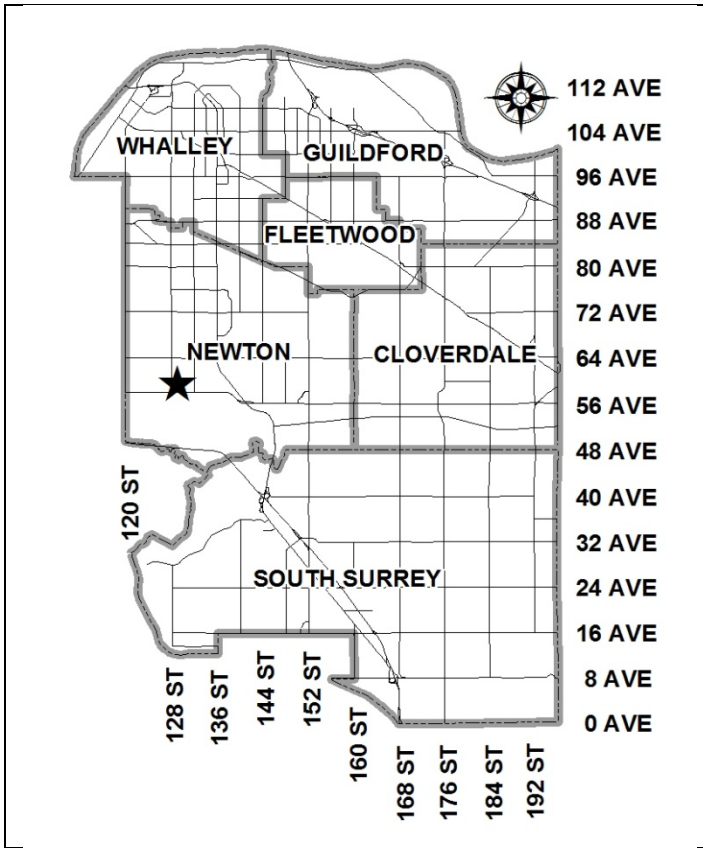 112 AVE
104 AVE
WHALLEY
GUILDFORD
96 AVE
88 AVE
FLEETWOOD
80 AVE
72 AVE
NEWTON
CLOVERDALE
64 AVE
56 AVE
48 AVE
120 ST
40 AVE
32 AVE
SOUTH SURREY
24 AVE
16 AVE
8 AVE
0 AVE
128 ST
136 ST
144 ST
152 ST
160 ST
168 ST
176 ST
184 ST
192 ST